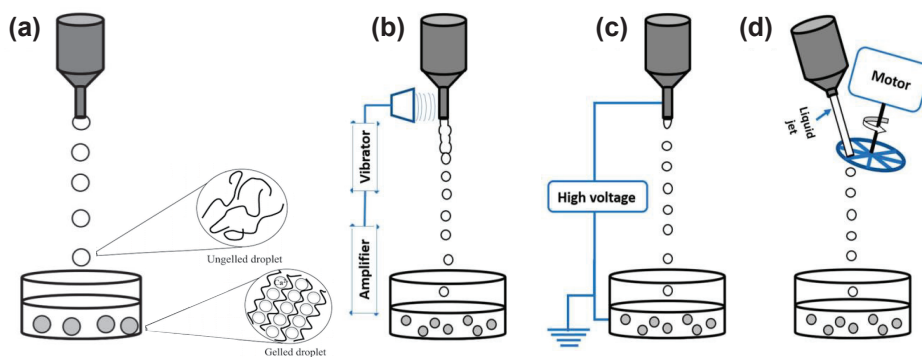 (a)
Ungelled droplet
Gelled droplet
(b)
Vibrator
Amplifier
(c)
High voltage
(d)
Motor
Liquid
jet